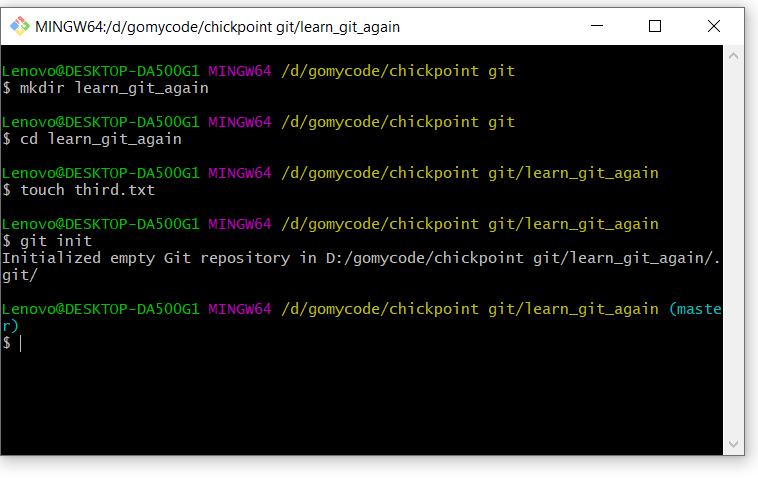 MINGW64:/d/gomycode/chickpoint git/learn_git_again
Lenovo@DESKTOP-DA500G1 MINGW64 /d/gomycode/chickpoint git
$ mkdir learn_git_again
Lenovo@DESKTOP-DA500G1 MINGW64 /d/gomycode/chickpoint git
$ cd learn_git_again
Lenovo@DESKTOP-DA500G1 MINGW64 /d/gomycode/chickpoint git/learn_git_again
$ touch third.txt
Lenovo@DESKTOP-DA500G1 MINGW64 /d/gomycode/chickpoint git/learn_git_again
$ git init
Initialized empty Git repository in D:/gomycode/chickpoint git/learn_git_again/.
git/
Lenovo@DESKTOP-DA500G1 MINGW64 /d/gomycode/chickpoint git/learn_git_again (maste
r)
$